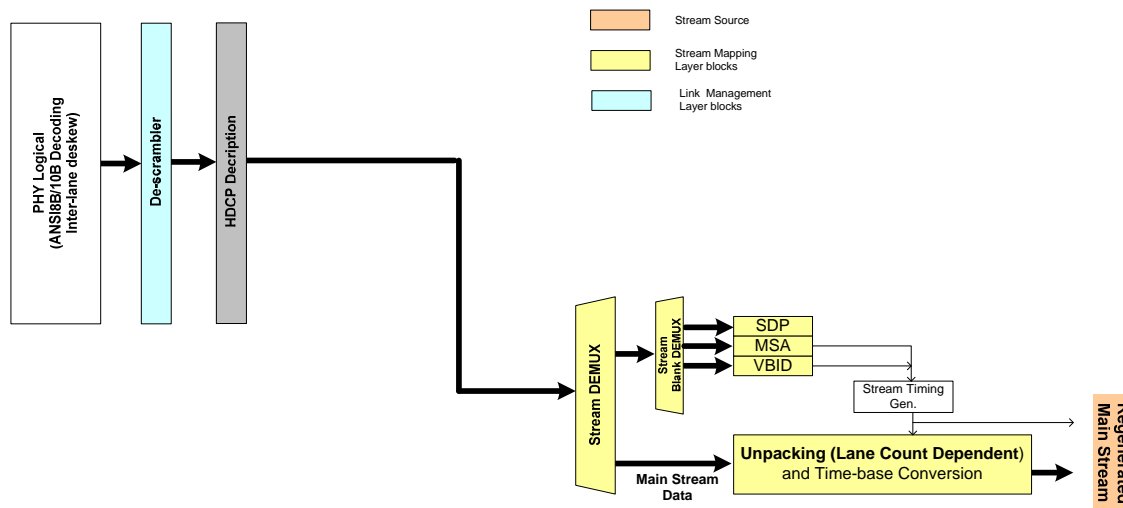 Stream Source
Stream Mapping
Layer blocks
Link Management
Layer blocks
PHY Logical
(ANSI8B/10B Decoding
Inter-lane deskew)
De-scrambler
HDCP Decription
Stream DEMUX
Stream
Blank DEMUX
SDP
MSA
VBID
Stream Timing
Gen.
Unpacking (Lane Count Dependent)
and Time-base Conversion
Main Stream
Data
Regenerated
Main Stream